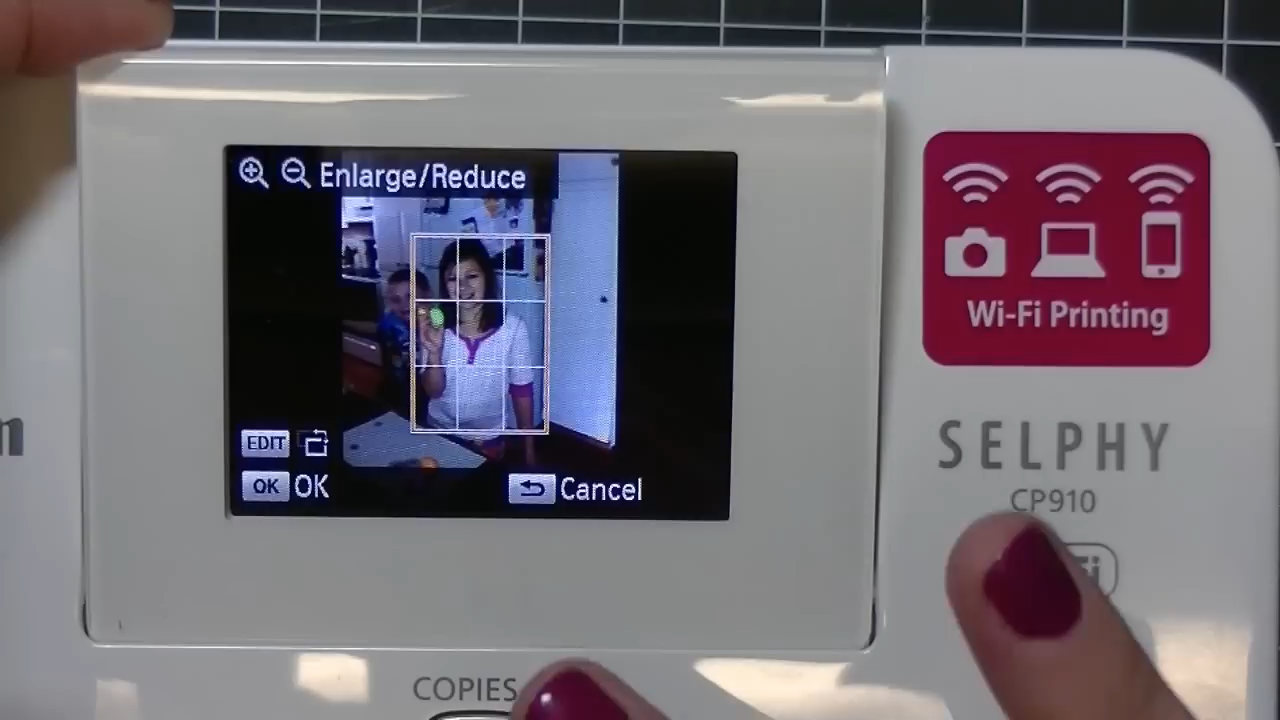 Enlarge/Reduce
EDIT
OK OK
Cancel
Wi-Fi Printing
SELPHY
CP910
COPIES